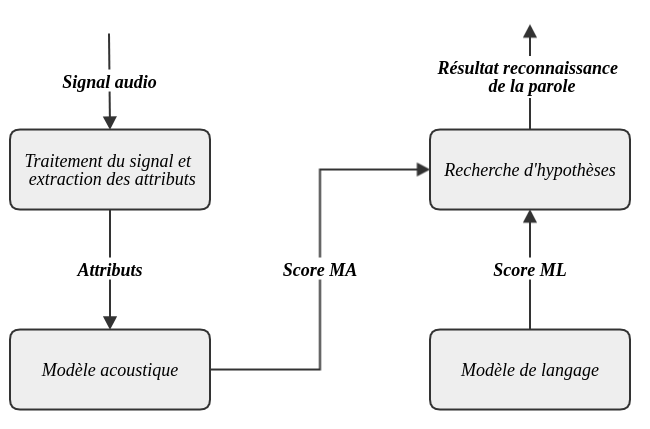 Signal audio
Traitement du signal et
extraction des attributs
Attributs
Modèle acoustique
Score MA
Résultat reconnaissance
de la parole
Recherche d'hypothèses
Score ML
Modèle de langage